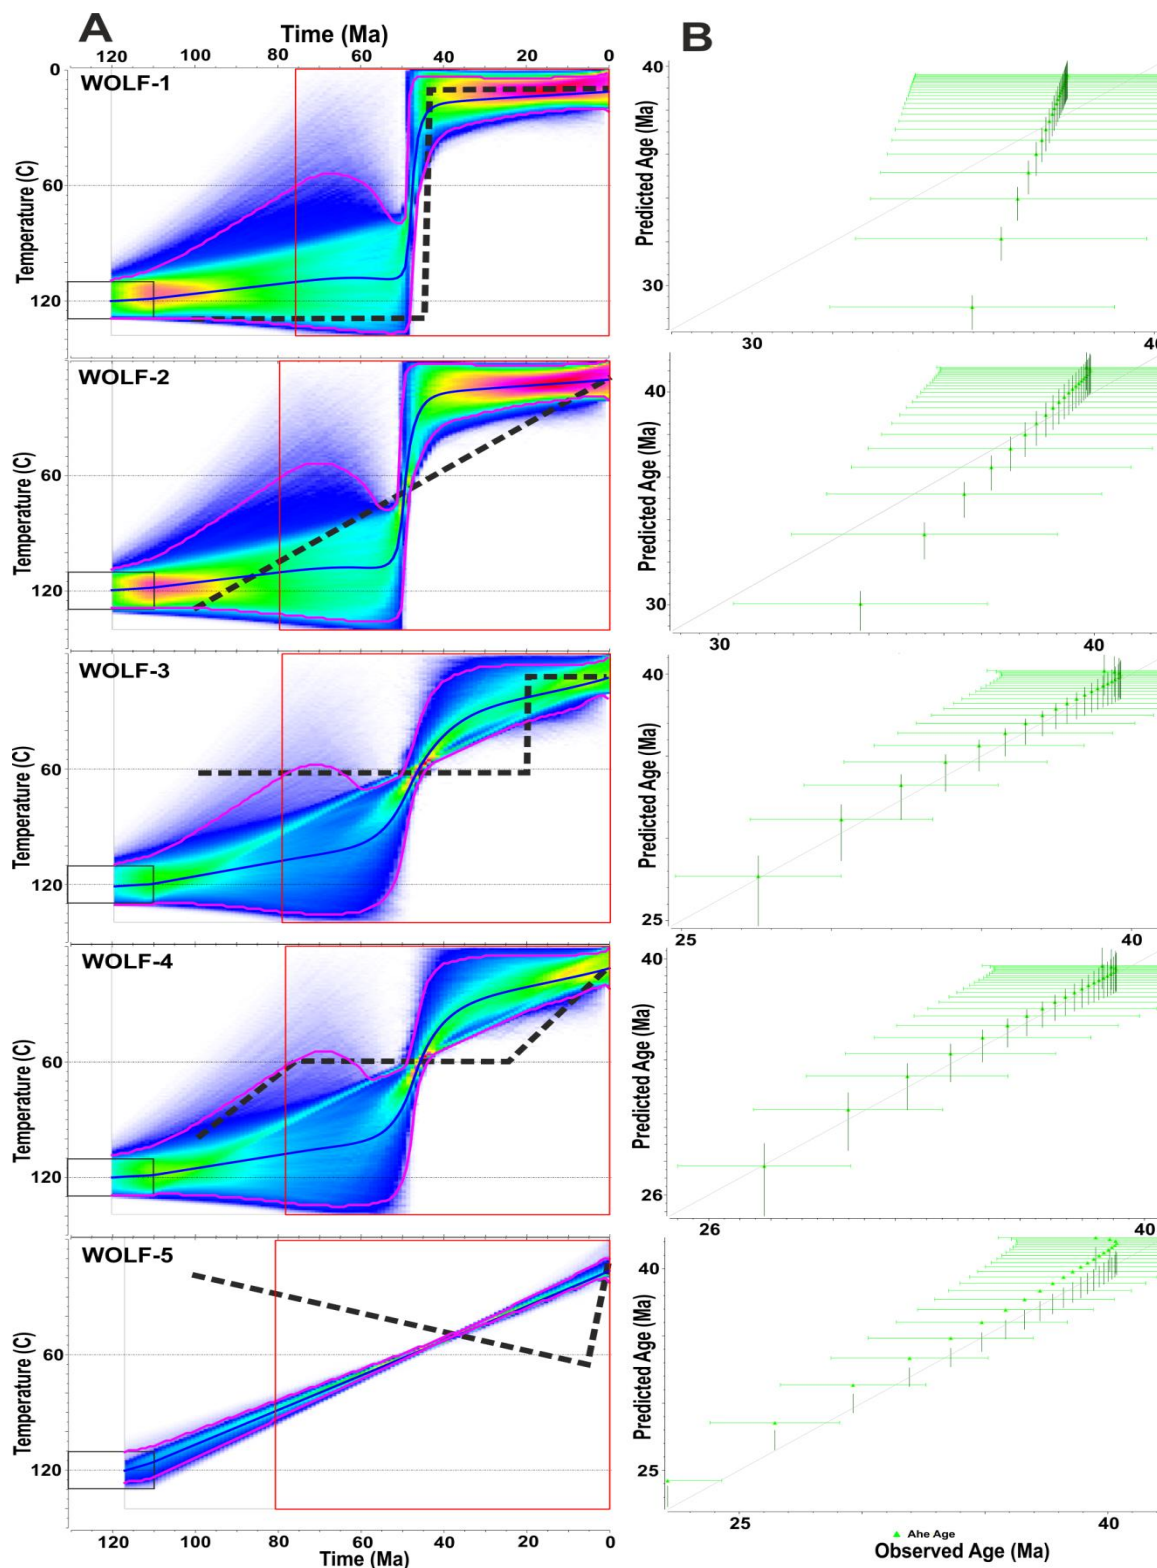 A
B
Time (Ma)
120 100 80 60 40 20 0
WOLF-1
0
60
120
Temperature (C)
40
30
Predicted Age (Ma)
30 40
WOLF-2
60
120
Temperature (C)
40
30
Predicted Age (Ma)
30 40
WOLF-3
60
120
Temperature (C)
40
25
Predicted Age (Ma)
25 40
WOLF-4
60
120
Temperature (C)
40
26
Predicted Age (Ma)
26 40
WOLF-5
60
120
Temperature (C)
40
25
Predicted Age (Ma)
25 40
120 100 80 60 40 20 0
Time (Ma)
Ahe Age
Observed Age (Ma)